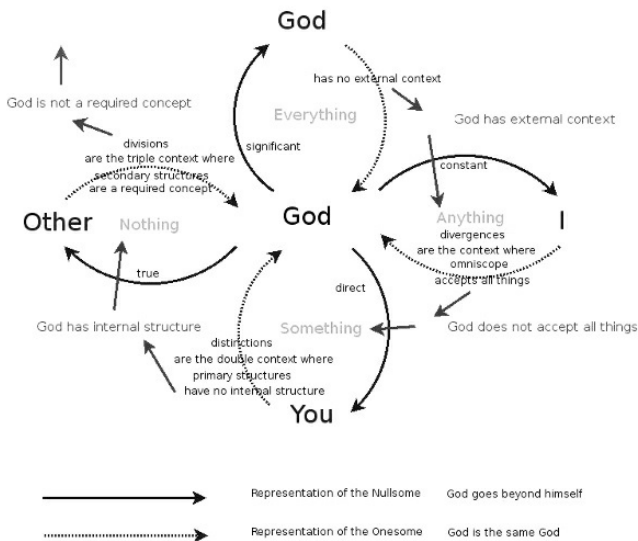 God
has no external context
God is not a required concept
Everything
God has external context
divisions
significant
are the triple context where
secondary structures
are a required concept
constant
Other
Nothing
God
Anything
I
divergences
are the context where
omniscope
accepts all things
true
direct
God has internal structure
Something
God does not accept all things
distinctions
are the double context where
primary structures
have no internal structure
You
Representation of the Nullsome God goes beyond himself
Representation of the Onesome God is the same God